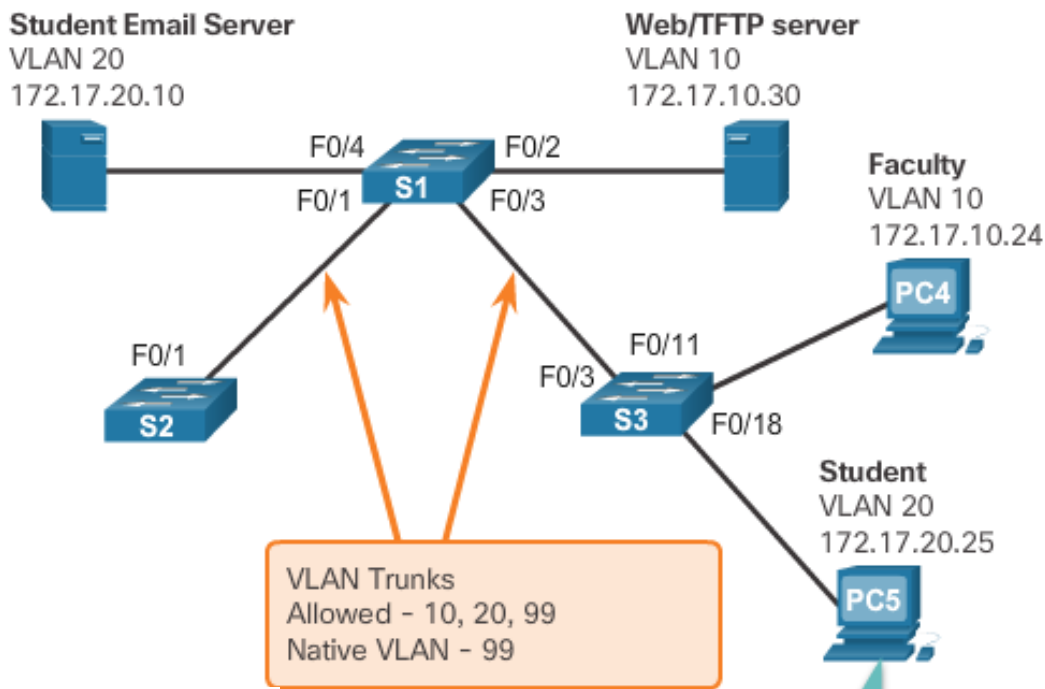 Student Email Server
VLAN 20
172.17.20.10
Web/TFTP server
VLAN 10
172.17.10.30
F0/4
F0/2
S1
F0/1
F0/3
Faculty
VLAN 10
172.17.10.24
PC4
F0/1
S2
F0/11
F0/3
S3
F0/18
Student
VLAN 20
172.17.20.25
PC5
VLAN Trunks
Allowed - 10, 20, 99
Native VLAN - 99